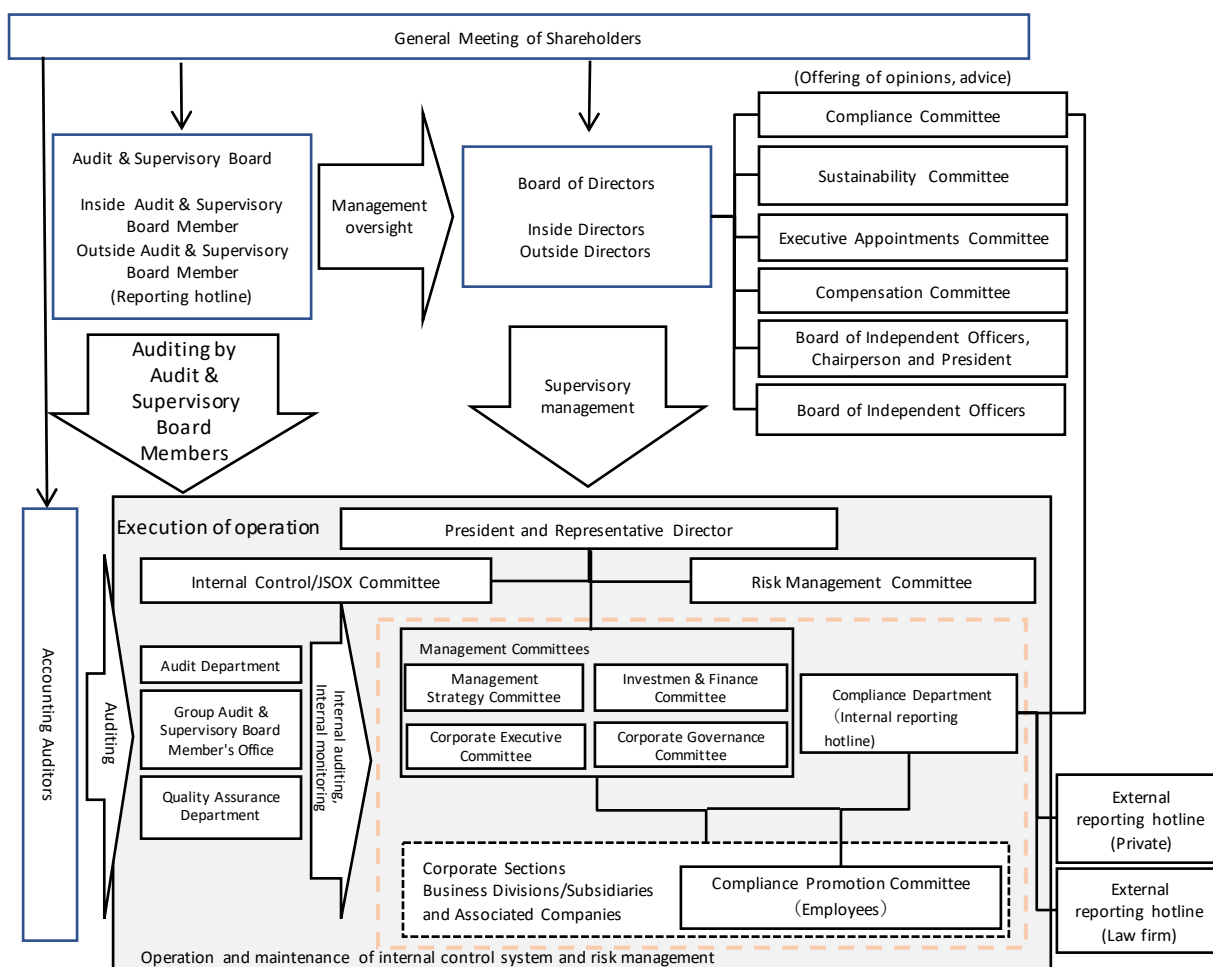 General Meeting of Shareholders
(Offering of opinions, advice)
Compliance Committee
Audit & Supervisory Board
Inside Audit & Supervisory
Board Member
Outside Audit & Supervisory
Board Member
(Reporting hotline)
Management
oversight
Board of Directors
Inside Directors
Outside Directors
Sustainability Committee
Executive Appointments Committee
Compensation Committee
Board of Independent Officers,
Chairperson and President
Board of Independent Officers
Auditing by
Audit &
Supervisory
Board
Members
Supervisory
management
Execution of operation
President and Representative Director
Internal Control/JSOX Committee
Risk Management Committee
Accounting Auditors
Auditing
Audit Department
Group Audit &
Supervisory Board
Member's Office
Quality Assurance
Department
Internal auditing,
Internal monitoring
Management Committees
Management
Strategy Committee
Investmen & Finance
Committee
Corporate Executive
Committee
Corporate Governance
Committee
Compliance Department
（Internal reporting
hotline)
Corporate Sections
Business Divisions/Subsidiaries
and Associated Companies
Compliance Promotion Committee
（Employees）
External
reporting hotline
(Private)
External
reporting hotline
(Law firm)
Operation and maintenance of internal control system and risk management